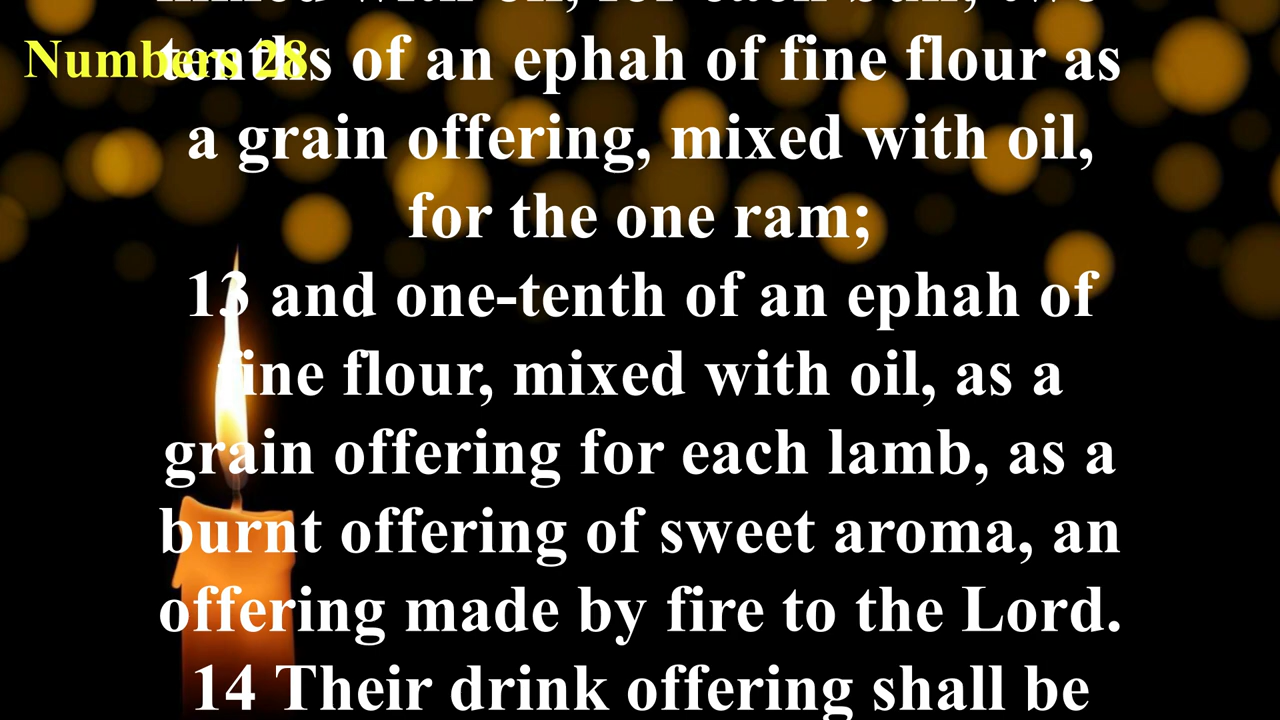 mixed with oil, for each bull; two-
Numbers 28
tenths of an ephah of fine flour as
a grain offering, mixed with oil,
for the one ram;
13 and one-tenth of an ephah of
fine flour, mixed with oil, as a
grain offering for each lamb, as a
burnt offering of sweet aroma, an
offering made by fire to the Lord.
14 Their drink offering shall be